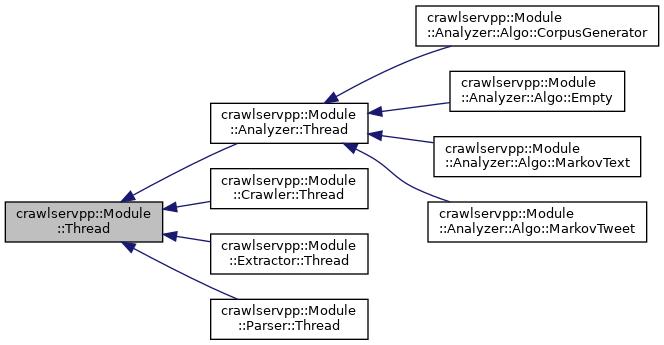 crawlservpp::Module
::Thread
crawlservpp::Module
::Analyzer::Thread
crawlservpp::Module
::Crawler::Thread
crawlservpp::Module
::Extractor::Thread
crawlservpp::Module
::Parser::Thread
crawlservpp::Module
::Analyzer::Algo::CorpusGenerator
crawlservpp::Module
::Analyzer::Algo::Empty
crawlservpp::Module
::Analyzer::Algo::MarkovText
crawlservpp::Module
::Analyzer::Algo::MarkovTweet